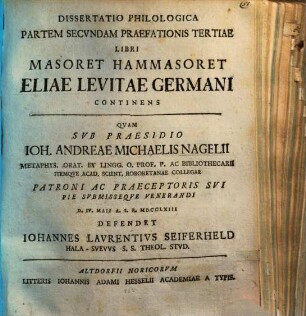 DISSERTATIO PHILOLOGICA
PARTEM SECVNDAM PRAEFATIONIS TERTIAE
LIBRI
MASORET HAMMASORET
ELIAE LEVITAE GERMANI
CONTINENS
QVAM
SVB PRAESIDIO
IOH. ANDREAE MICHAELIS NAGELII
METAPHYS. ORAT. ET LINGG. O. PROF. P. AC BIBLIOTHECARII
ITEMQVE ACAD. SCIENT. ROBORETANAE COLLEGAE
PATRONI AC PRAECEPTORIS SVI
PIE SVBMISSEQVE VENERANDI
D. IV. MAII A. S. R. MDCCLXIII
DEFENDET
IOHANNES LAVRENTIVS SEIFERHELD
HALA-SVEVVS S. S. THEOL. STVD.
ALTDORFII NORICORVM
LITTERIS IOHANNIS ADAMI HESSELII ACADEMIAE A TYPIS.